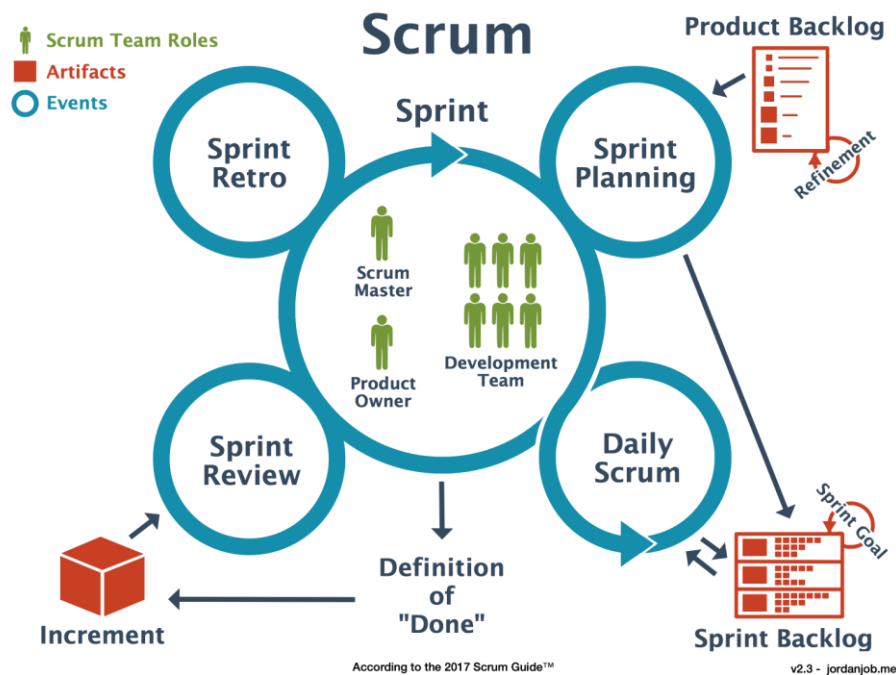 Scrum
Scrum Team Roles
Artifacts
Events
Product Backlog
Refinement
Sprint
Sprint
Retro
Sprint
Planning
Scrum
Master
Product
Owner
Development
Team
Sprint
Review
Daily
Scrum
Sprint Goal
Definition
of
"Done"
Increment
Sprint Backlog
According to the 2017 Scrum Guide™
v2.3 - jordanjob.me